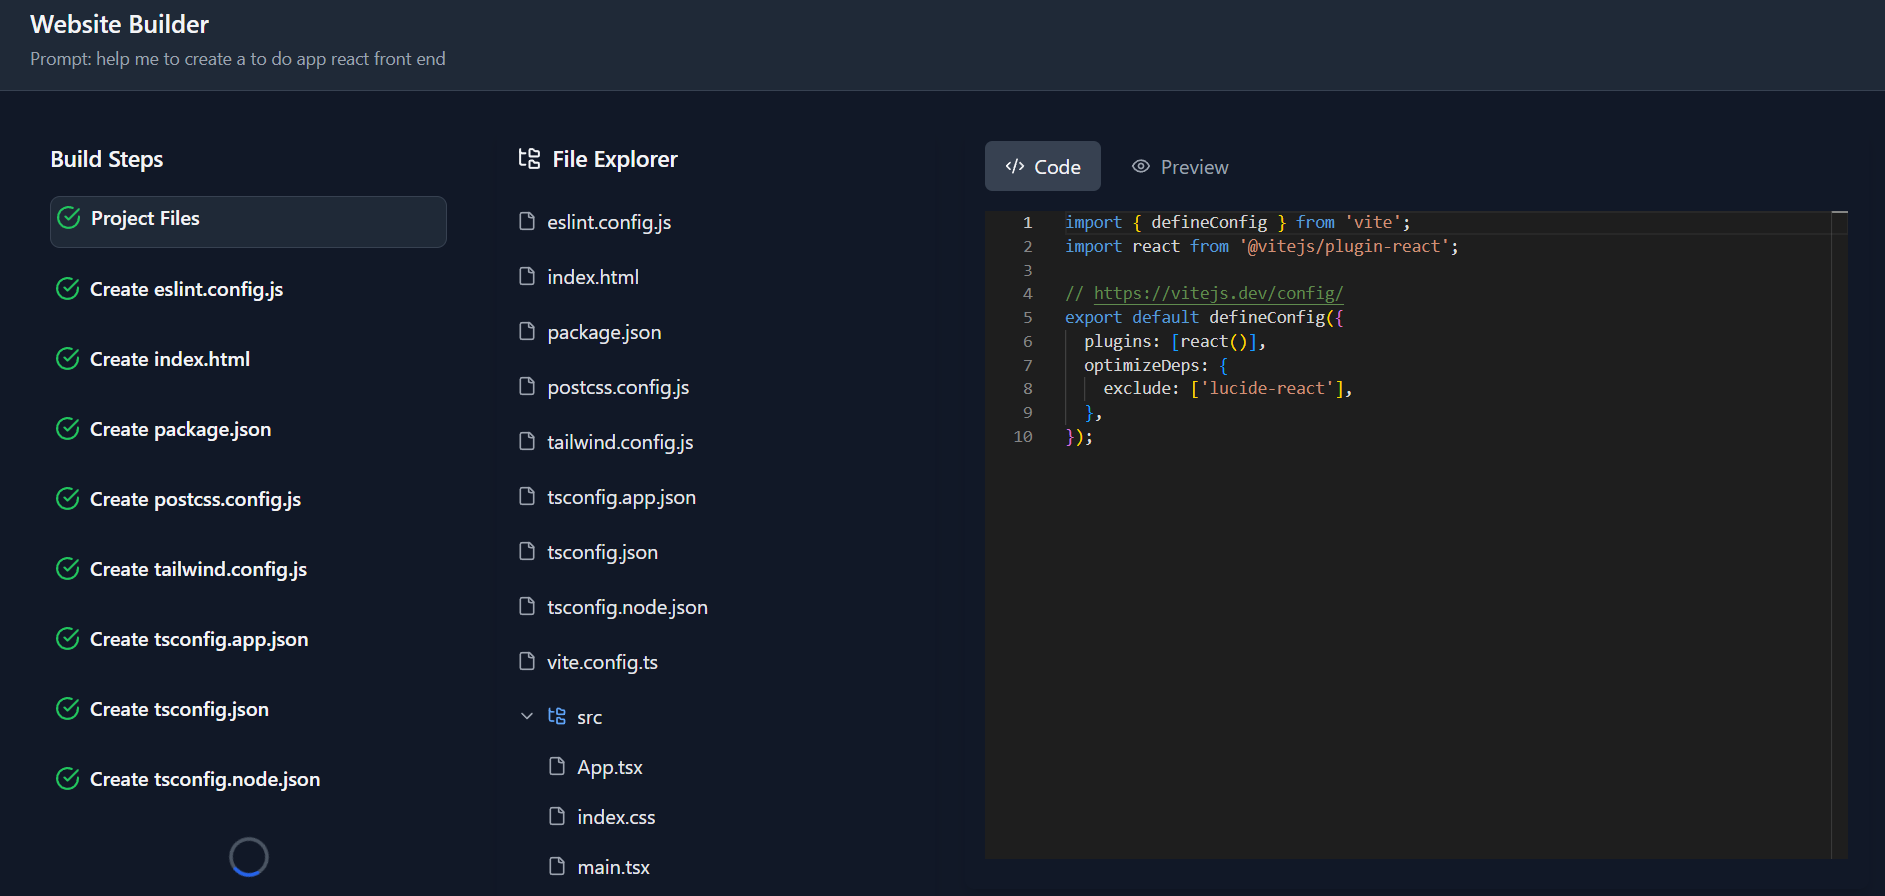 Website Builder
Prompt: help me to create a to do app react front end
Build Steps
Project Files
Create eslint.config.js
Create index.html
Create package.json
Create postcss.config.js
Create tailwind.config.js
Create tsconfig.app.json
Create tsconfig.json
Create tsconfig.node.json
File Explorer
eslint.config.js
index.html
package.json
postcss.config.js
tailwind.config.js
tsconfig.app.json
tsconfig.json
tsconfig.node.json
vite.config.ts
src
App.tsx
index.css
main.tsx
Code
Preview
1 import { defineConfig } from 'vite';
2 import react from '@vitejs/plugin-react';
3
4 // https://vitejs.dev/config/
5 export default defineConfig({
6   plugins: [react()],
7   optimizeDeps: {
8     exclude: ['lucide-react'],
9   },
10 });